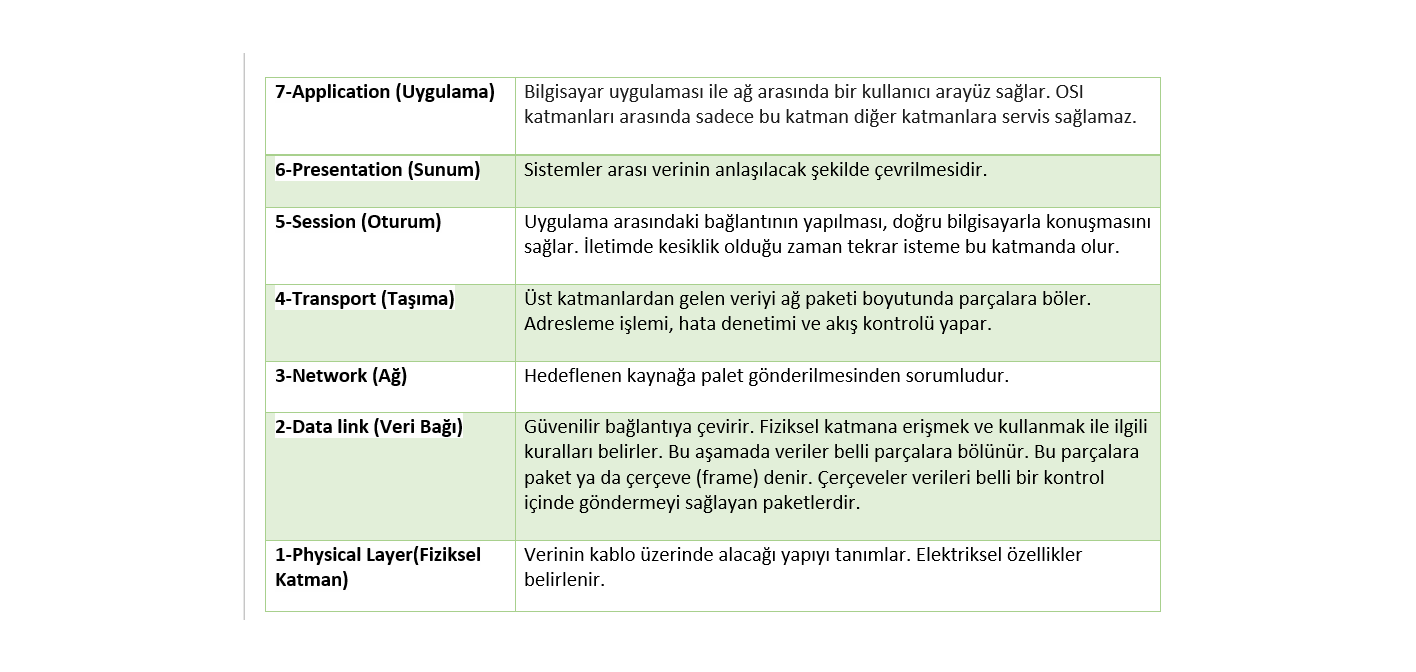 7-Application (Uygulama)
Bilgisayar uygulaması ile ağ arasında bir kullanıcı arayüz sağlar. OSI
katmanları arasında sadece bu katman diğer katmanlara servis sağlamaz.
6-Presentation (Sunum)
Sistemler arası verinin anlaşılacak şekilde çevrilmesidir.
5-Session (Oturum)
Uygulama arasındaki bağlantının yapılması, doğru bilgisayarla konuşmasını
sağlar. İletimde kesiklik olduğu zaman tekrar isteme bu katmanda olur.
4-Transport (Taşıma)
Üst katmanlardan gelen veriyi ağ paketi boyutunda parçalara böler.
Adresleme işlemi, hata denetimi ve akış kontrolü yapar.
3-Network (Ağ)
Hedeflenen kaynağa palet gönderilmesinden sorumludur.
2-Data link (Veri Bağı)
Güvenilir bağlantıya çevirir. Fiziksel katmana erişmek ve kullanmak ile ilgili
kuralları belirler. Bu aşamada veriler belli parçalara bölünür. Bu parçalara
paket ya da çerçeve (frame) denir. Çerçeveler verileri belli bir kontrol
içinde göndermeyi sağlayan paketlerdir.
1-Physical Layer(Fiziksel
Katman)
Verinin kablo üzerinde alacağı yapıyı tanımlar. Elektriksel özellikler
belirlenir.